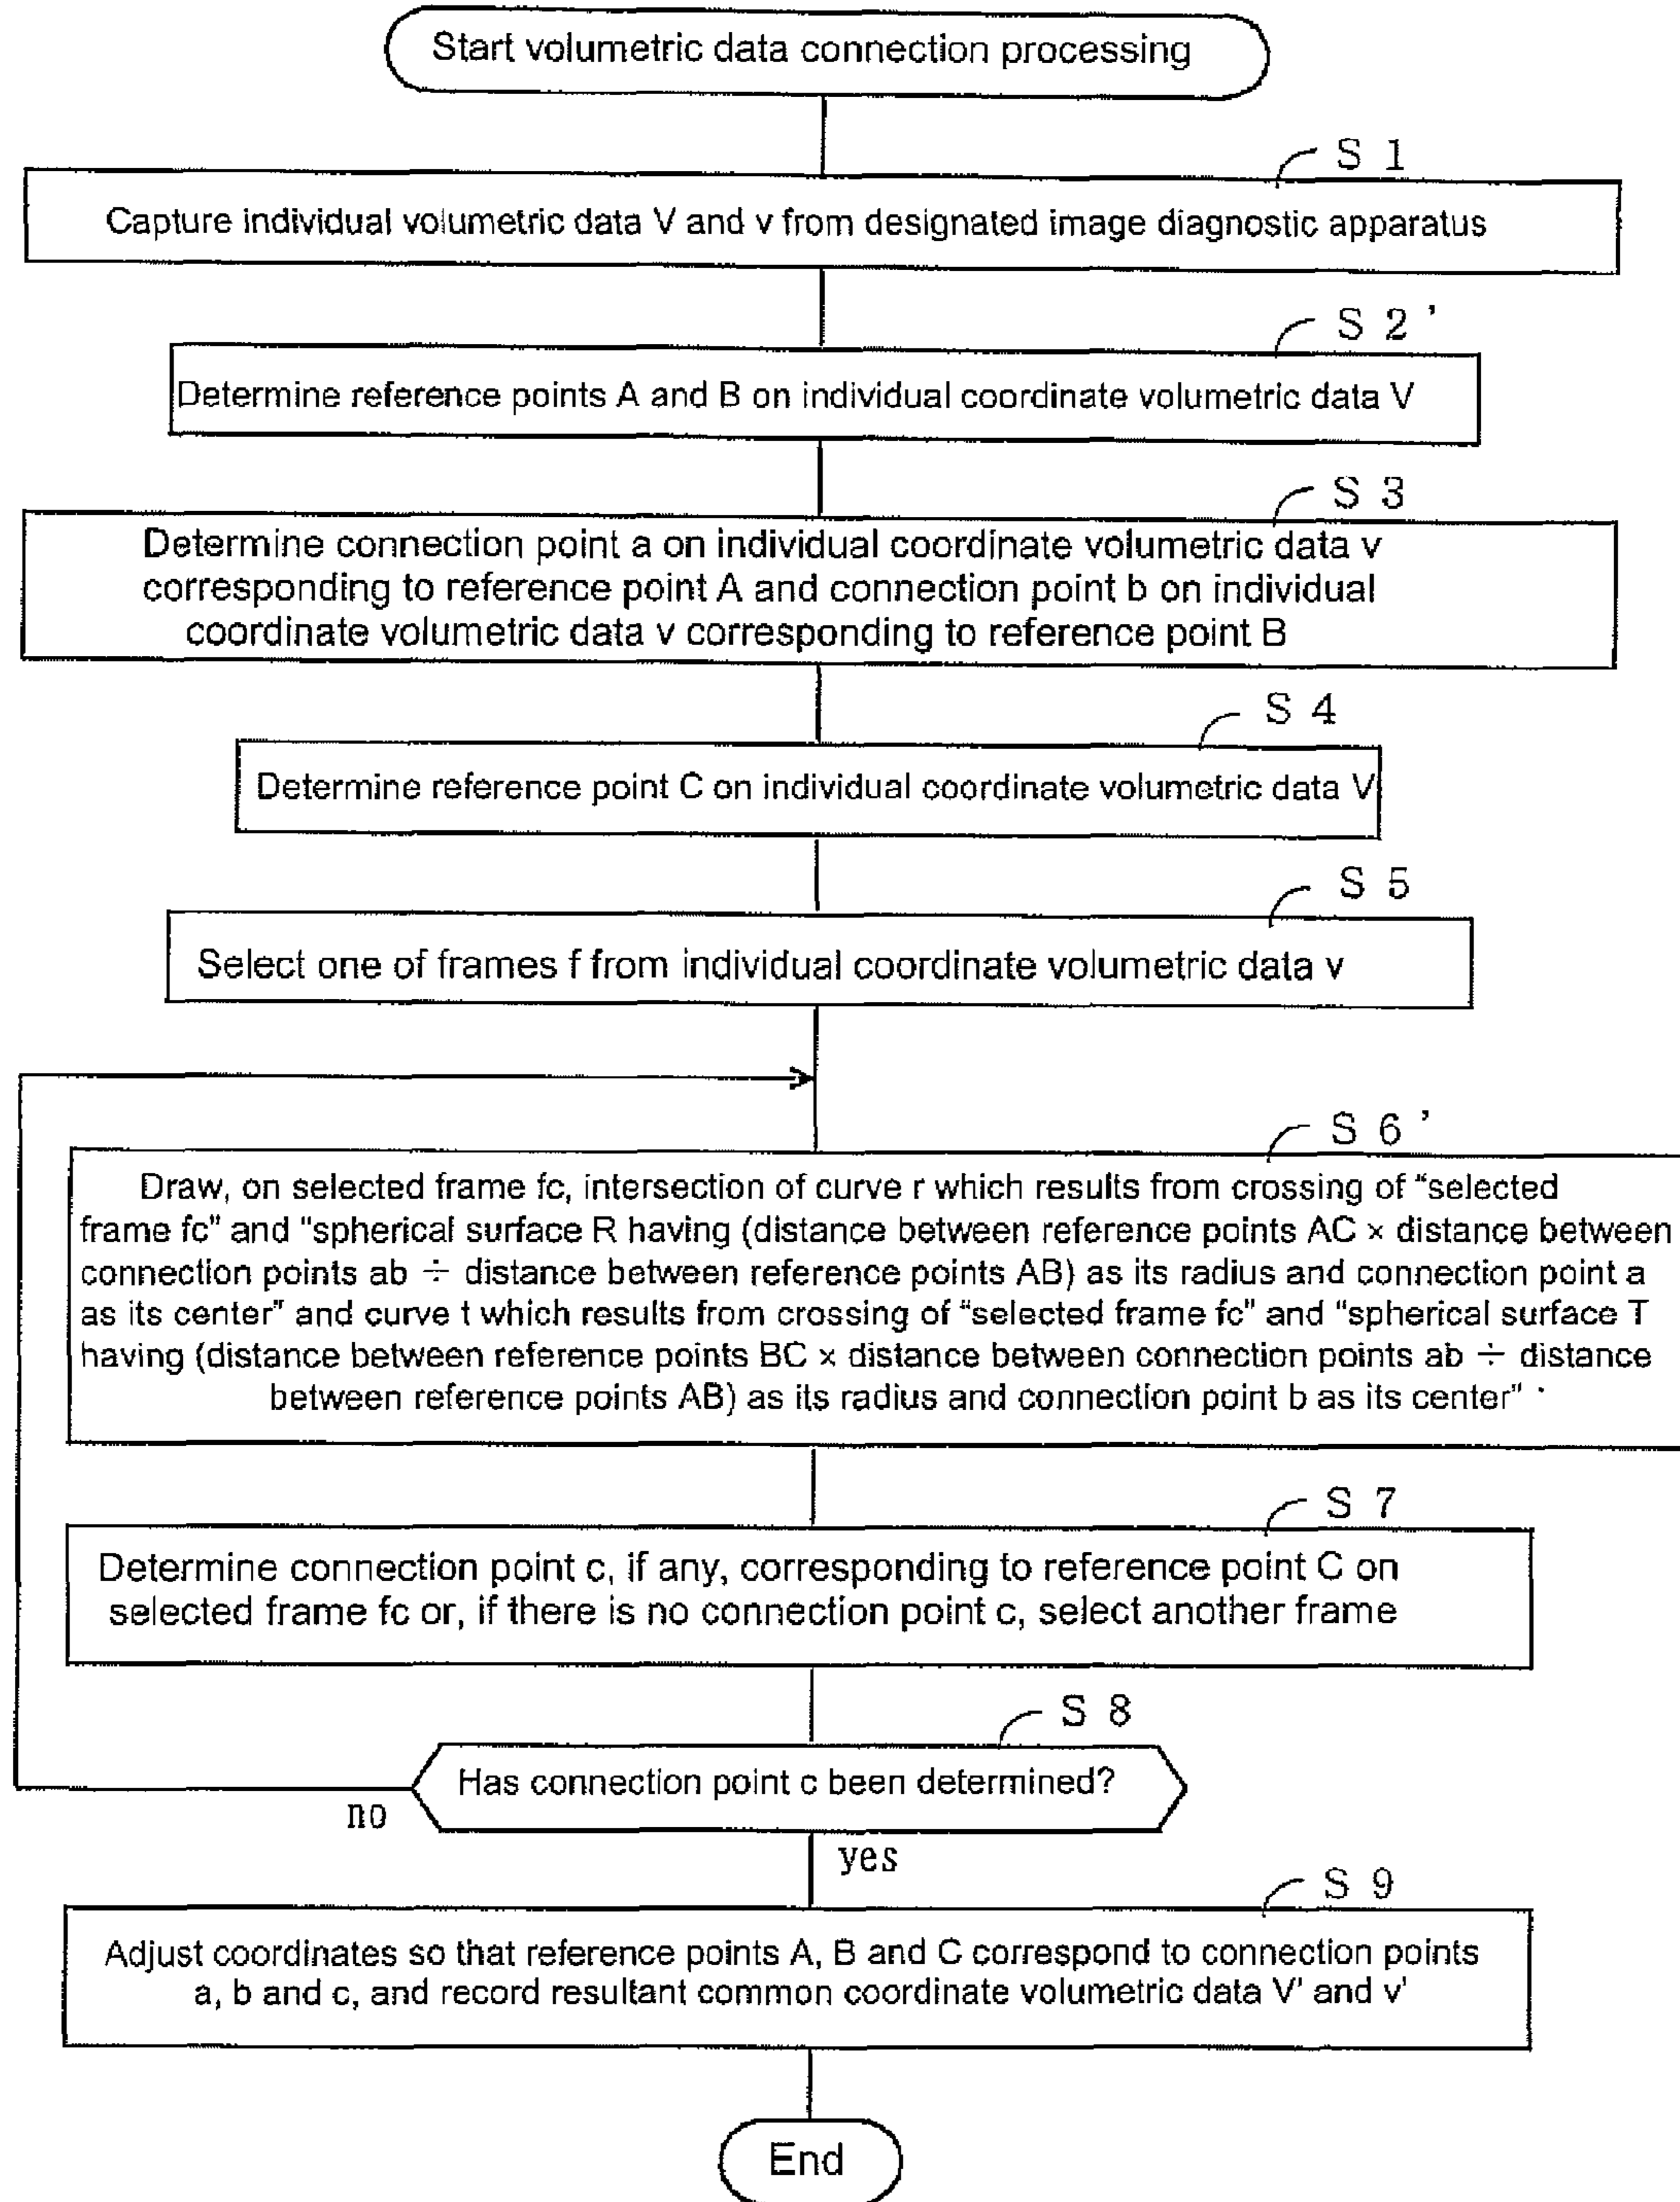 Start volumetric data connection processing
S 1
Capture individual volumetric data V and v from designated image diagnostic apparatus
S 2 '
Determine reference points A and B on individual coordinate volumetric data V
S 3
Determine connection point a on individual coordinate volumetric data v
corresponding to reference point A and connection point b on individual
coordinate volumetric data v corresponding to reference point B
S 4
Determine reference point C on individual coordinate volumetric data V
S 5
Select one of frames f from individual coordinate volumetric data v
S 6 '
Draw, on selected frame fc, intersection of curve r which results from crossing of “selected
frame fc” and “spherical surface R having (distance between reference points AC × distance between
connection points ab ÷ distance between reference points AB) as its radius and connection point a
as its center” and curve t which results from crossing of “selected frame fc” and “spherical surface T
having (distance between reference points BC × distance between connection points ab ÷ distance
between reference points AB) as its radius and connection point b as its center”
S 7
Determine connection point c, if any, corresponding to reference point C on
selected frame fc or, if there is no connection point c, select another frame
S 8
Has connection point c been determined?
no
yes
S 9
Adjust coordinates so that reference points A, B and C correspond to connection points
a, b and c, and record resultant common coordinate volumetric data V' and v'
End